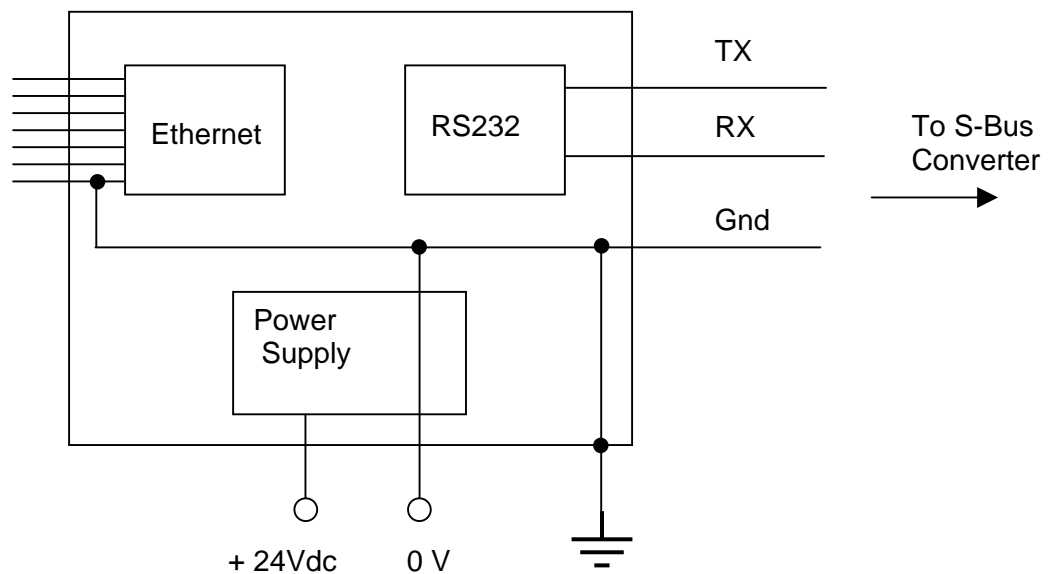 TX
Ethernet
RS232
RX
To S-Bus
Converter
Gnd
Power
Supply
+ 24Vdc
0 V